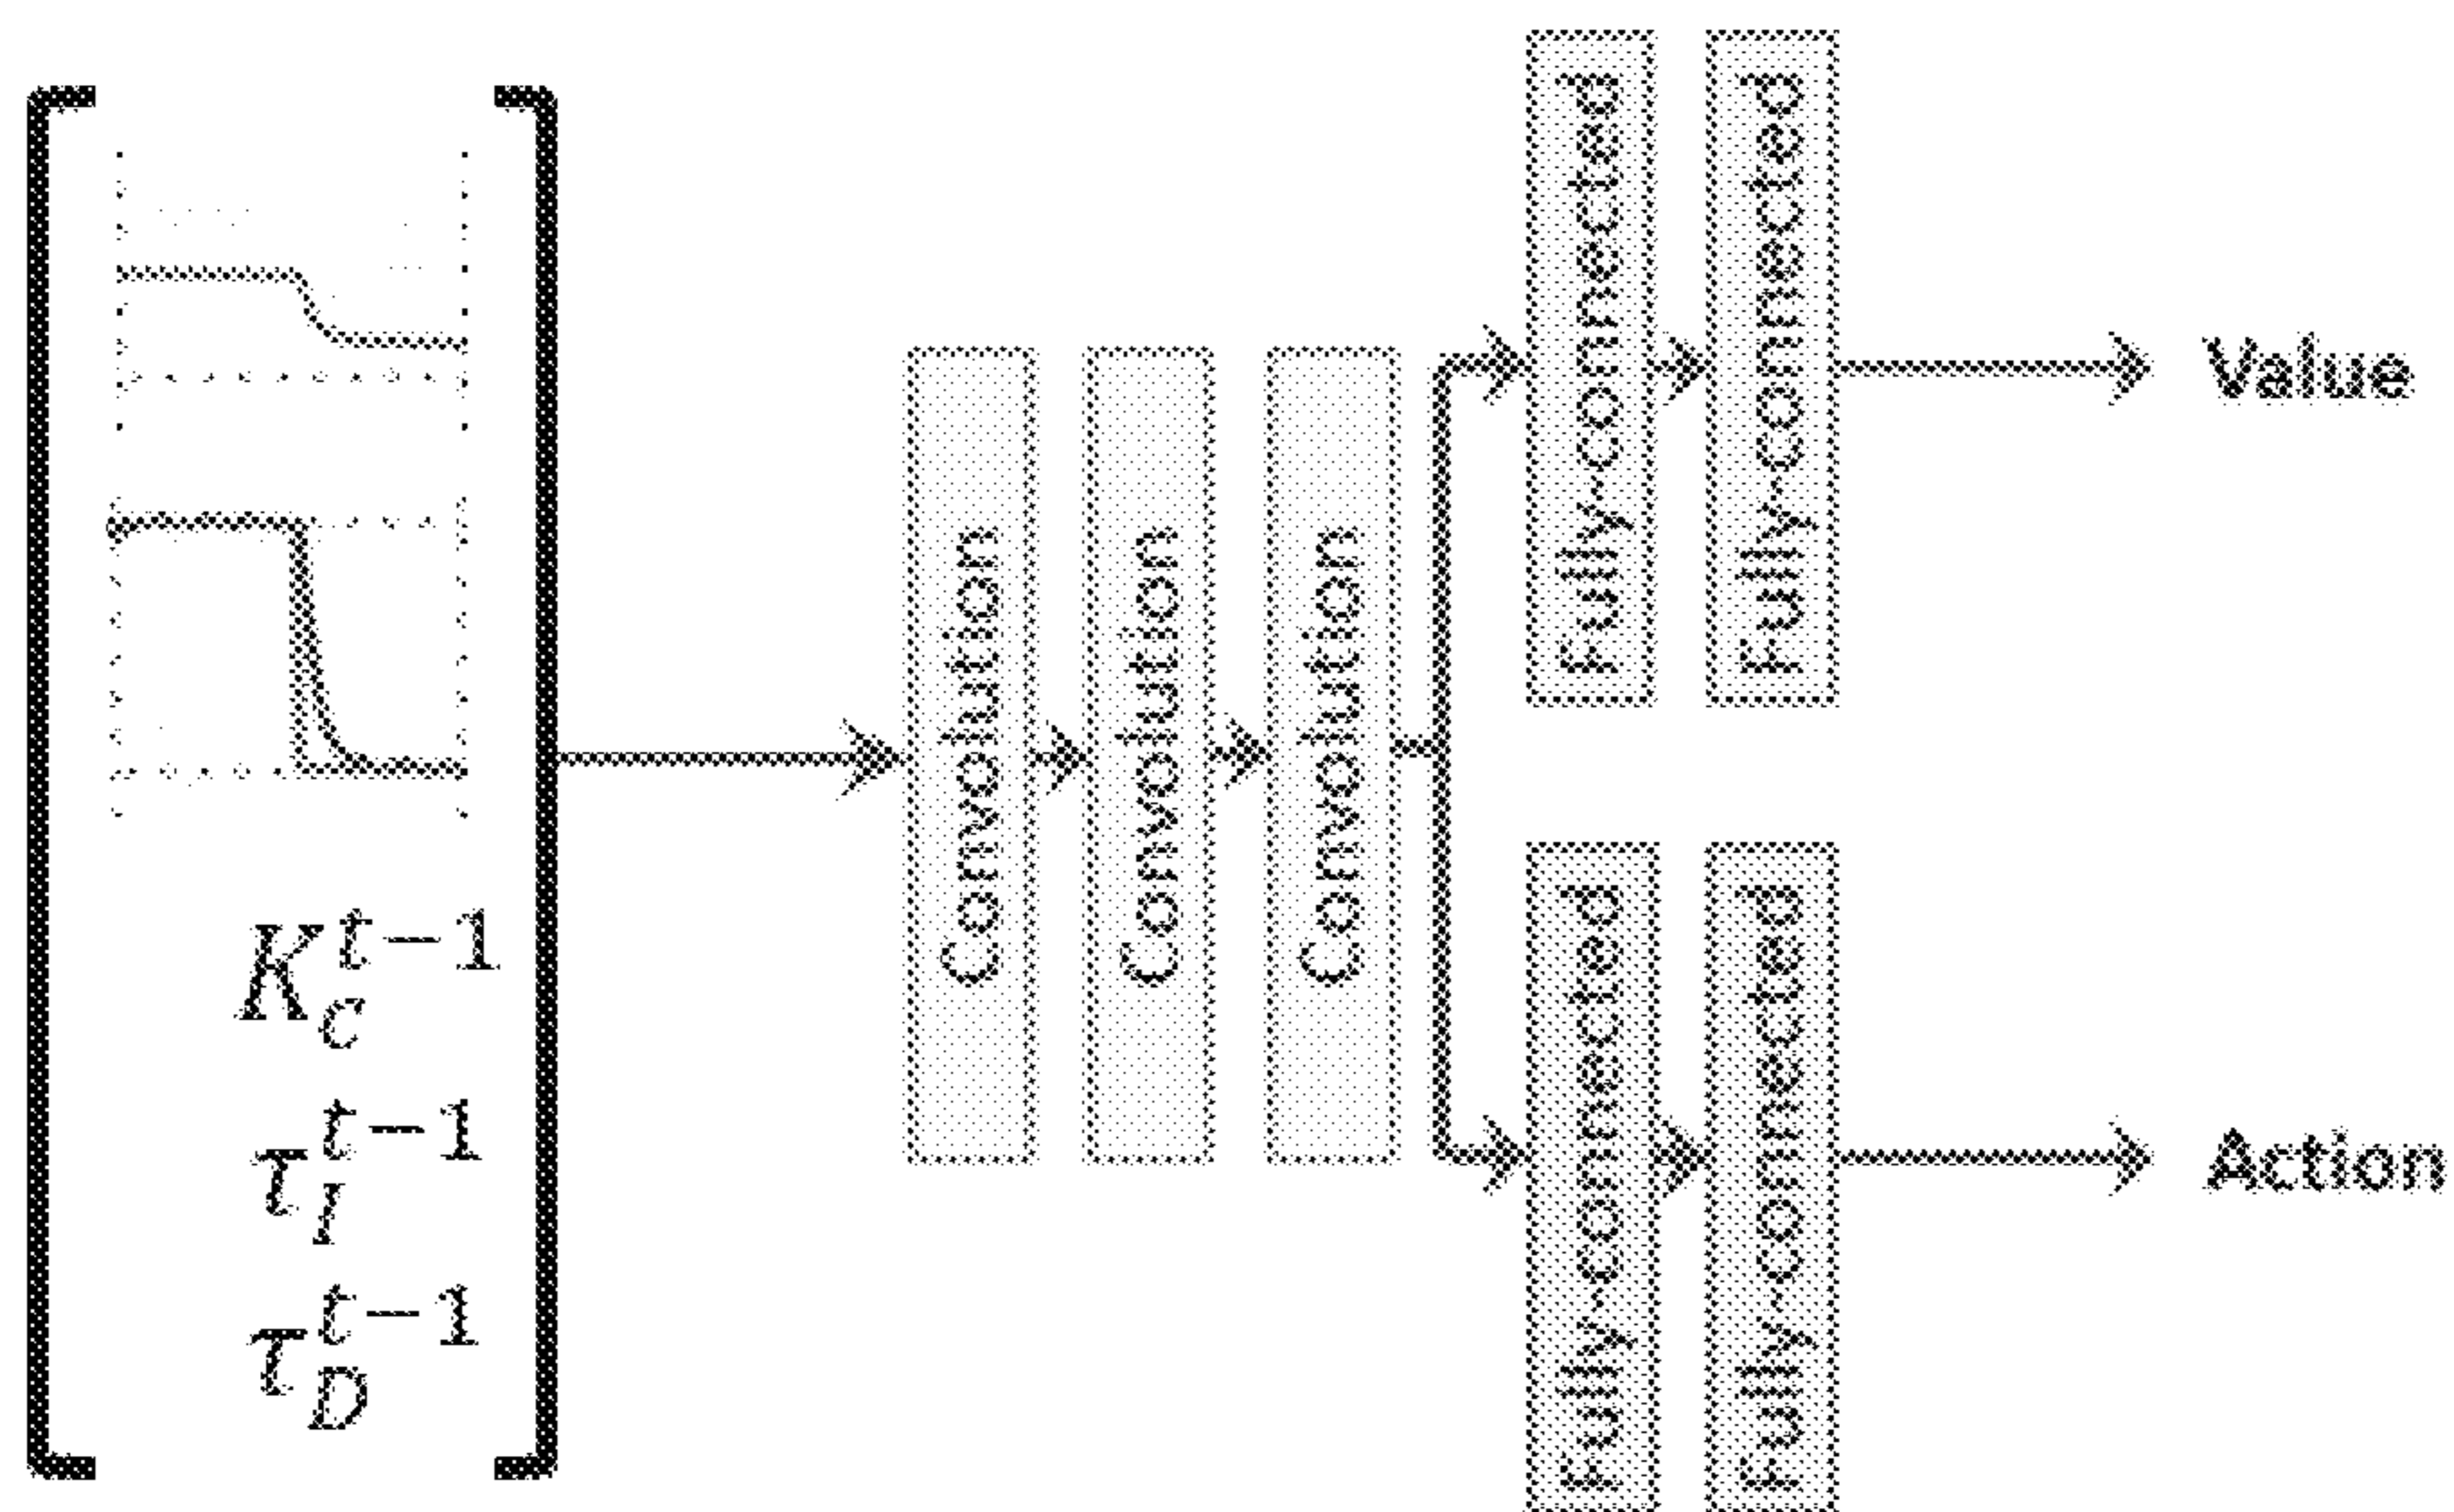 K_c^{t-1}
τ_I^{t-1}
τ_D^{t-1}
Convolution
Convolution
Convolution
Fully-connected
Fully-connected
Value
Fully-connected
Fully-connected
Action